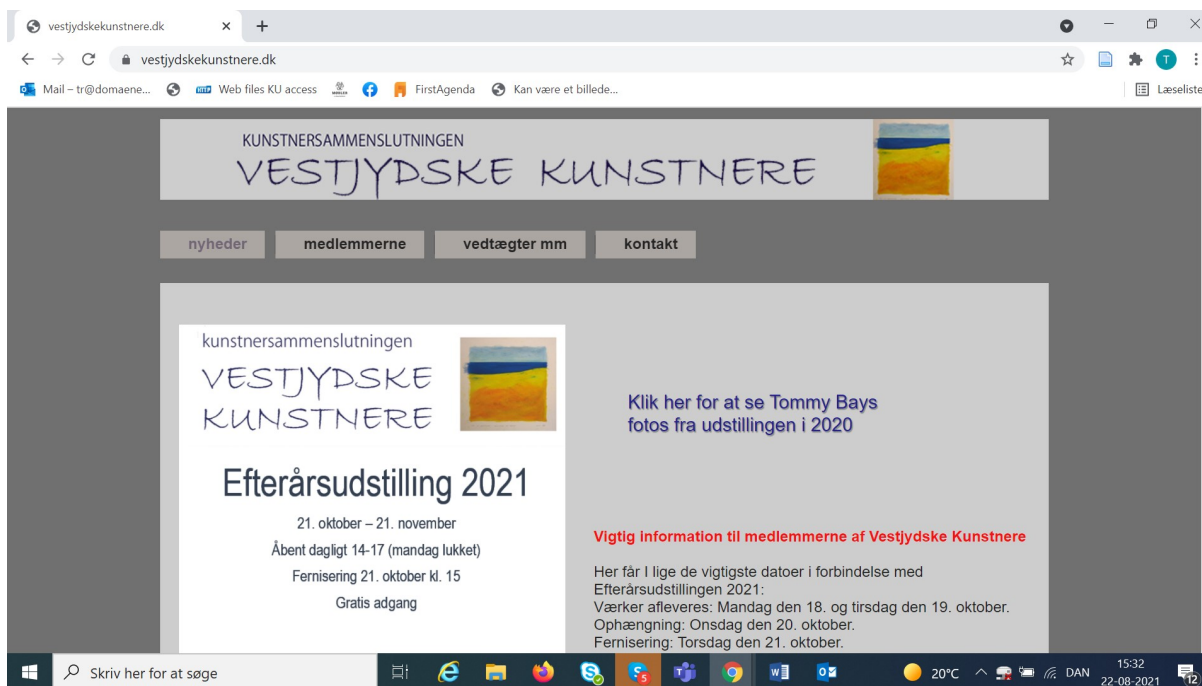 vestjydskekunstnere.dk
vestjydskekunstnere.dk
Mail – tr@domaene... Web files KU access FirstAgenda Kan være et billede... Læseliste
KUNSTNERSAMMENSLUTNINGEN
VESTJYDSKE KUNSTNERE
nyheder medlemmerne vedtægter mm kontakt
kunstnersammenslutningen
VESTJYDSKE
KUNSTNERE
Efterårsudstilling 2021
21. oktober – 21. november
Åbent dagligt 14-17 (mandag lukket)
Fernisering 21. oktober kl. 15
Gratis adgang
Klik her for at se Tommy Bays
fotos fra udstillingen i 2020
Vigtig information til medlemmerne af Vestjydske Kunstnere
Her får I lige de vigtigste datoer i forbindelse med
Efterårsudstillingen 2021:
Værker afleveres: Mandag den 18. og tirsdag den 19. oktober.
Ophængning: Onsdag den 20. oktober.
Fernisering: Torsdag den 21. oktober.
Skriv her for at søge
20°C DAN 15:32
22-08-2021